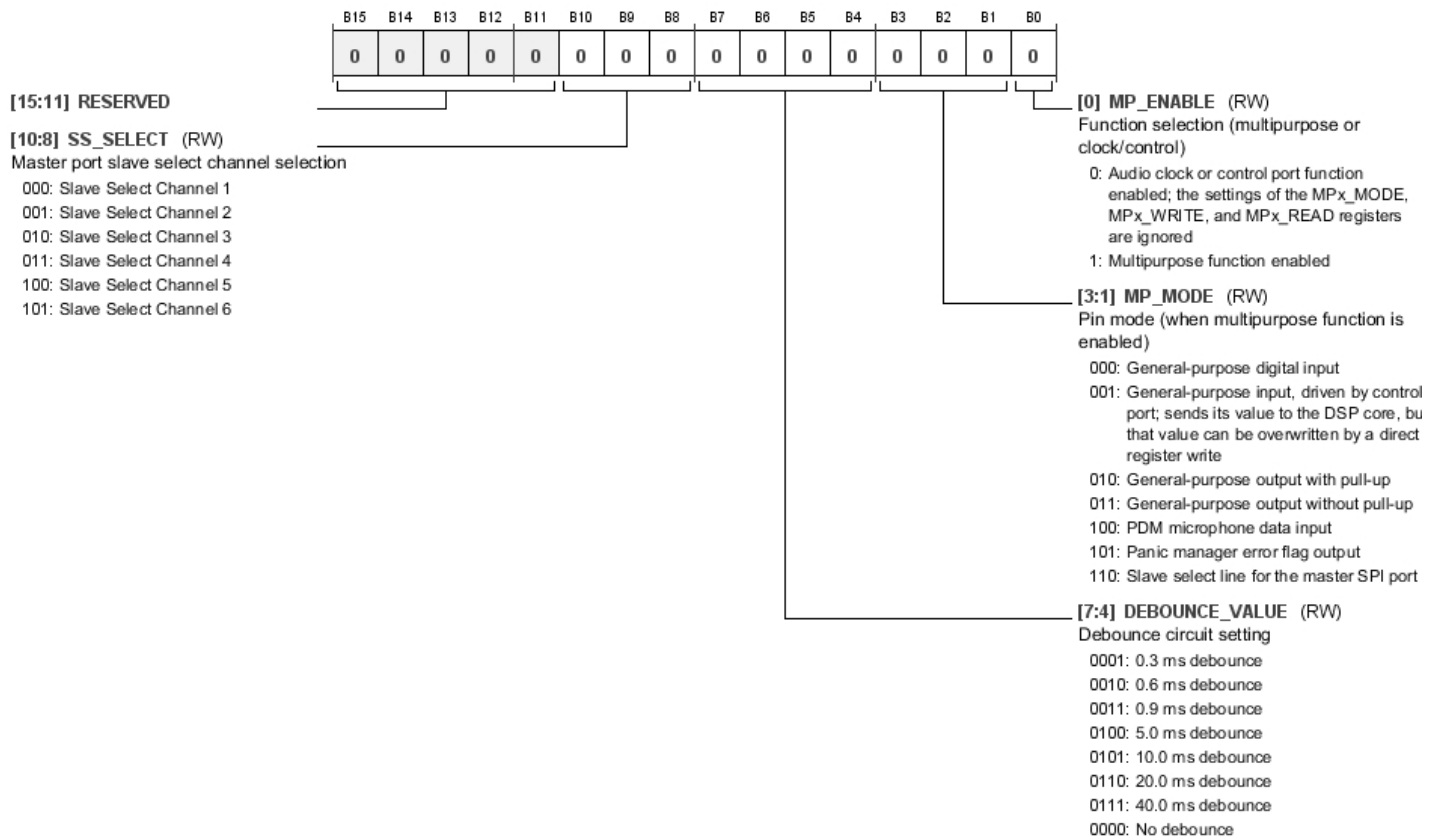 B15 B14 B13 B12 B11 B10 B9 B8 B7 B6 B5 B4 B3 B2 B1 B0
0 0 0 0 0 0 0 0 0 0 0 0 0 0 0 0
[15:11] RESERVED
[10:8] SS_SELECT (RW)
Master port slave select channel selection
000: Slave Select Channel 1
001: Slave Select Channel 2
010: Slave Select Channel 3
011: Slave Select Channel 4
100: Slave Select Channel 5
101: Slave Select Channel 6
[0] MP_ENABLE (RW)
Function selection (multipurpose or
clock/control)
0: Audio clock or control port function
enabled; the settings of the MPx_MODE,
MPx_WRITE, and MPx_READ registers
are ignored
1: Multipurpose function enabled
[3:1] MP_MODE (RW)
Pin mode (when multipurpose function is
enabled)
000: General-purpose digital input
001: General-purpose input, driven by control
port; sends its value to the DSP core, bu
that value can be overwritten by a direct
register write
010: General-purpose output with pull-up
011: General-purpose output without pull-up
100: PDM microphone data input
101: Panic manager error flag output
110: Slave select line for the master SPI port
[7:4] DEBOUNCE_VALUE (RW)
Debounce circuit setting
0001: 0.3 ms debounce
0010: 0.6 ms debounce
0011: 0.9 ms debounce
0100: 5.0 ms debounce
0101: 10.0 ms debounce
0110: 20.0 ms debounce
0111: 40.0 ms debounce
0000: No debounce